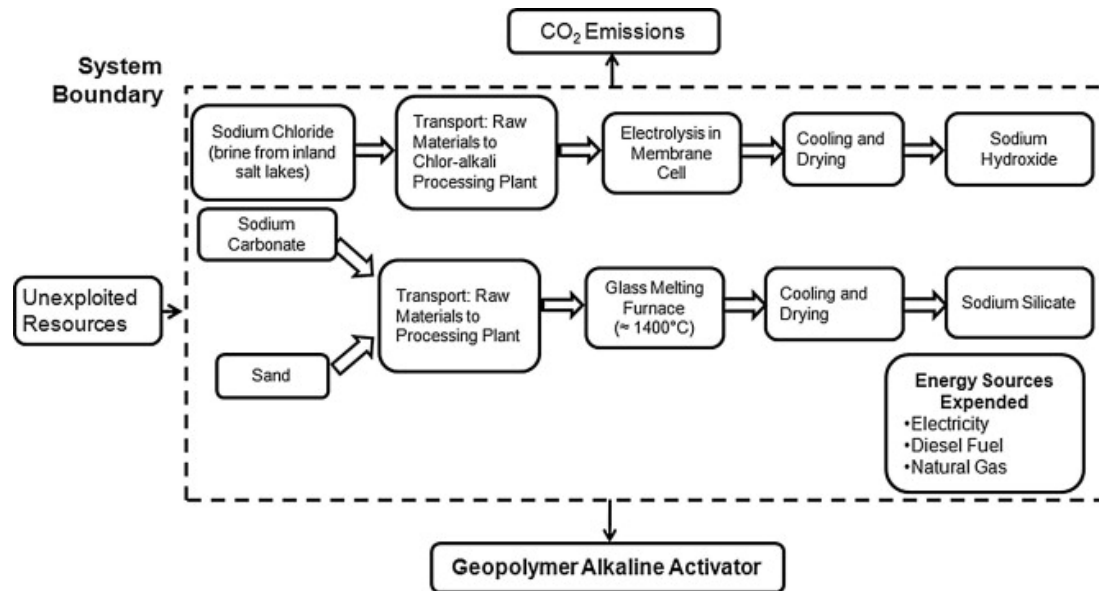 CO₂ Emissions
System
Boundary
Sodium Chloride
(brine from inland
salt lakes)
Transport: Raw
Materials to
Chlor-alkali
Processing Plant
Electrolysis in
Membrane
Cell
Cooling and
Drying
Sodium
Hydroxide
Sodium
Carbonate
Unexploited
Resources
Transport: Raw
Materials to
Processing Plant
Glass Melting
Furnace
(≈ 1400°C)
Cooling and
Drying
Sodium Silicate
Sand
Energy Sources
Expended
•Electricity
•Diesel Fuel
•Natural Gas
Geopolymer Alkaline Activator